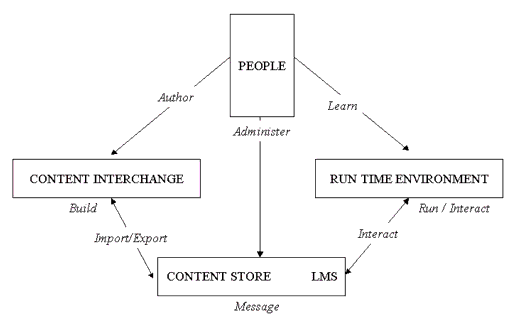 PEOPLE
Author
Learn
Administer
CONTENT INTERCHANGE
RUN TIME ENVIRONMENT
Build
Run / Interact
Import/Export
Interact
CONTENT STORE LMS
Message